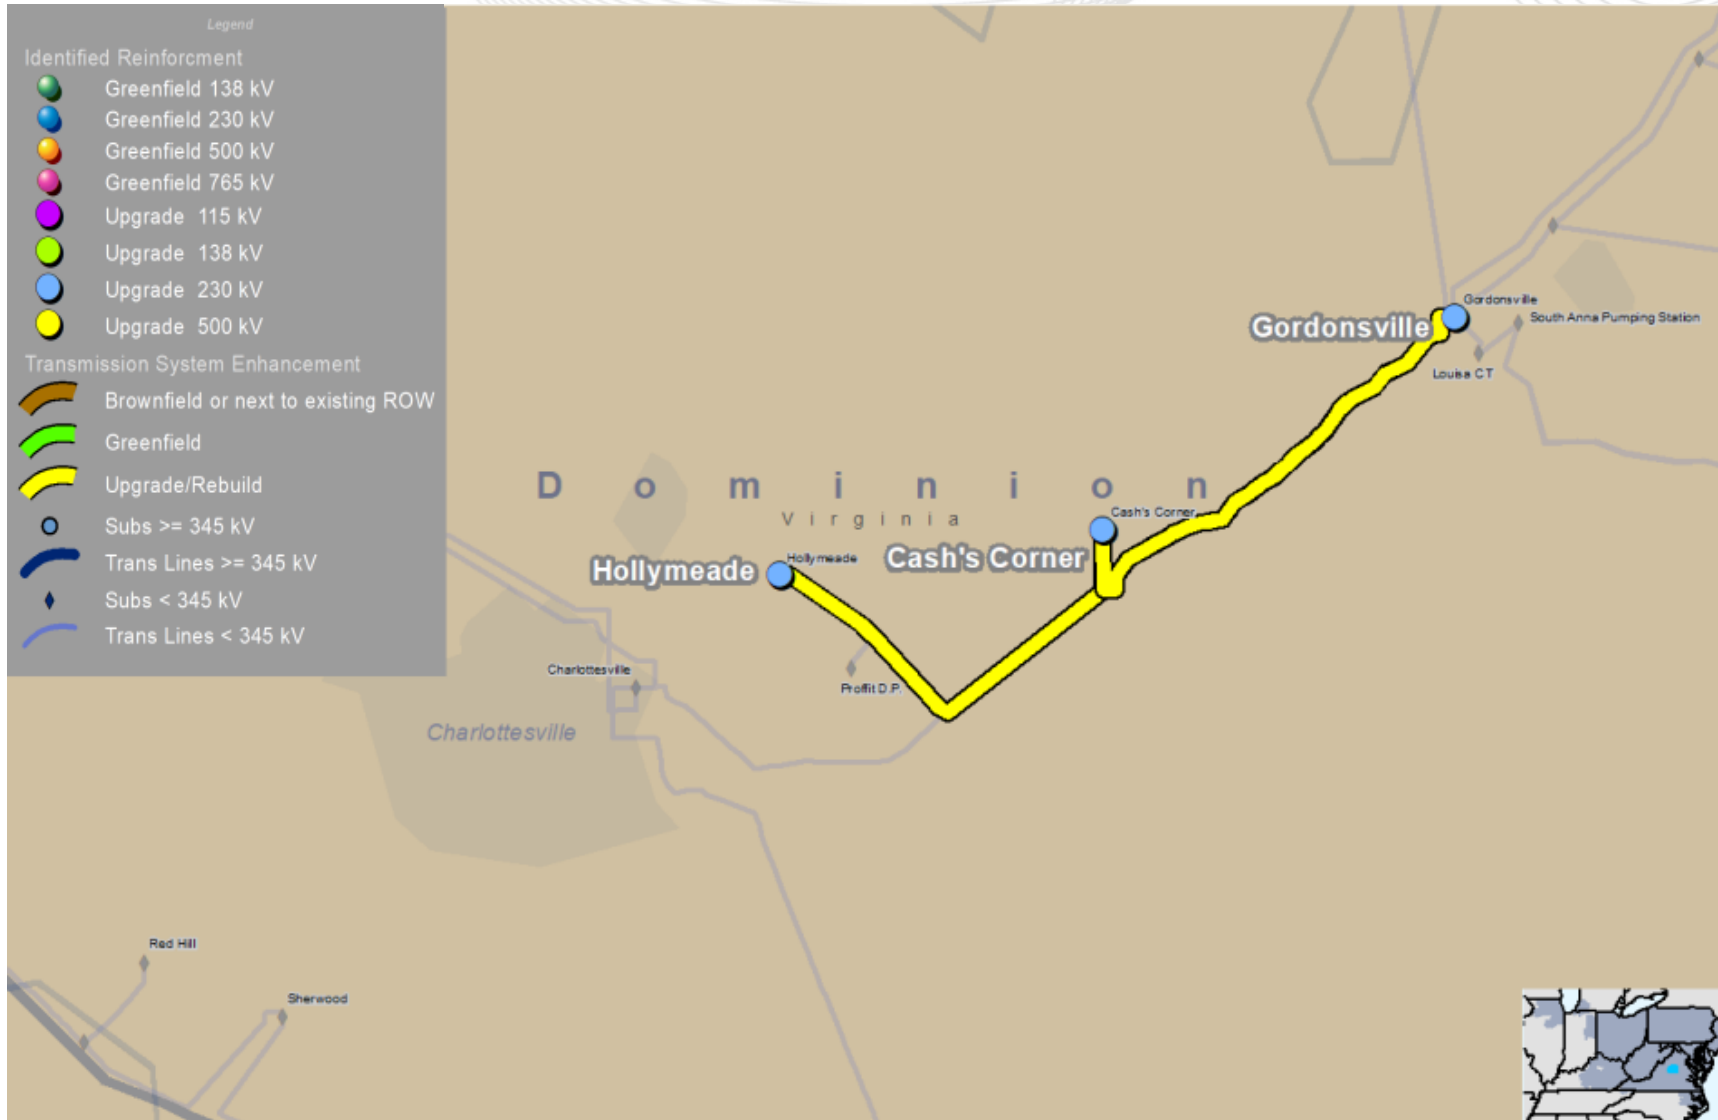 Legend
Identified Reinforcment
Greenfield 138 kV
Greenfield 230 kV
Greenfield 500 kV
Greenfield 765 kV
Upgrade 115 kV
Upgrade 138 kV
Upgrade 230 kV
Upgrade 500 kV
Transmission System Enhancement
Brownfield or next to existing ROW
Greenfield
Upgrade/Rebuild
Subs >= 345 kV
Trans Lines >= 345 kV
Subs < 345 kV
Trans Lines < 345 kV
Gordonsville
Gordonsville
South Anna Pumping Station
Louisa CT
Dominion
Virginia
Cash's Corner
Cash's Corner
Hollymeade
Hollymeade
Charlottesville
Proffit D.P.
Charlottesville
Red Hill
Sherwood